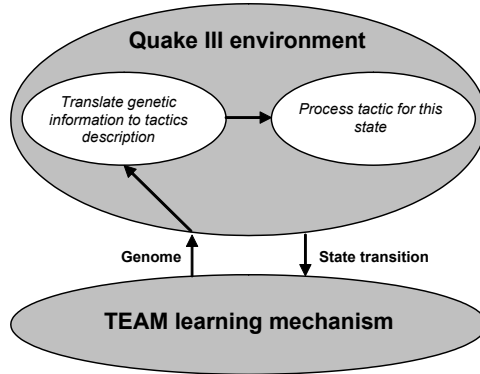 Quake III environment
Translate genetic
information to tactics
description
Process tactic for this
state
Genome
State transition
TEAM learning mechanism